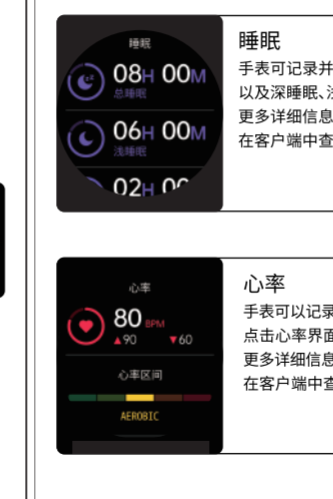 睡眠
08H 00M
总睡眠
06H 00M
浅睡眠
02H 00
睡眠
手表可记录并
以及深睡眠、浅
更多详细信息
在客户端中查
心率
80 BPM
▲90 ▼60
心率区间
AEROBIC
心率
手表可以记录
点击心率界面
更多详细信息
在客户端中查